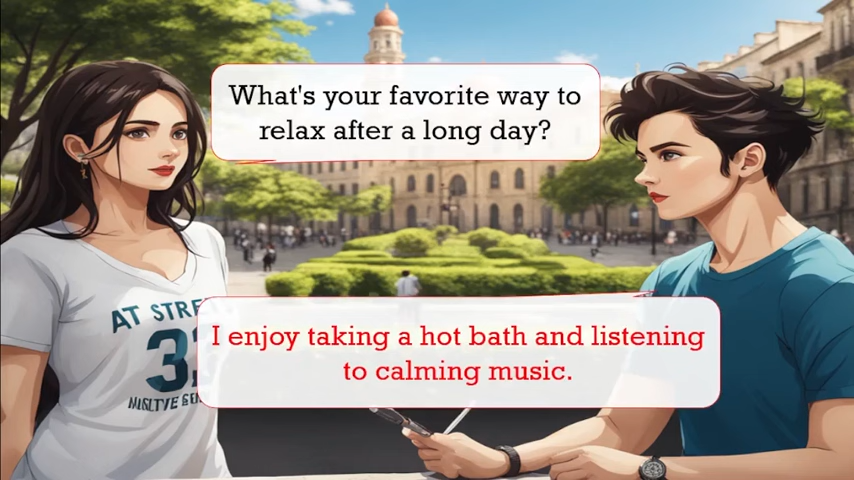 What's your favorite way to
relax after a long day?
AT STRE
I enjoy taking a hot bath and listening
to calming music.